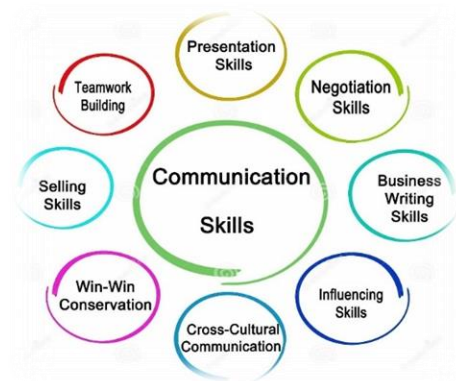 Presentation
Skills
Teamwork
Building
Negotiation
Skills
Communication
Skills
Selling
Skills
Business
Writing
Skills
Win-Win
Conservation
Influencing
Skills
Cross-Cultural
Communication